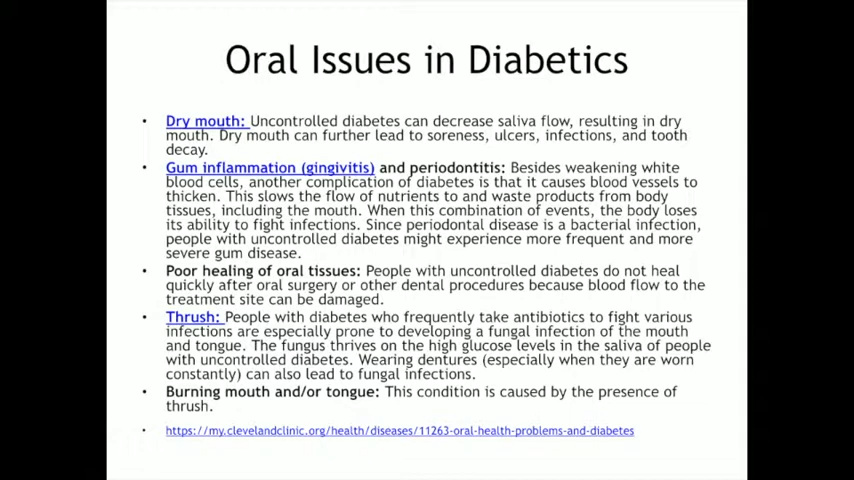 Oral Issues in Diabetics
• Dry mouth: Uncontrolled diabetes can decrease saliva flow, resulting in dry
mouth. Dry mouth can further lead to soreness, ulcers, infections, and tooth
decay.
• Gum inflammation (gingivitis) and periodontitis: Besides weakening white
blood cells, another complication of diabetes is that it causes blood vessels to
thicken. This slows the flow of nutrients to and waste products from body
tissues, including the mouth. When this combination of events, the body loses
its ability to fight infections. Since periodontal disease is a bacterial infection,
people with uncontrolled diabetes might experience more frequent and more
severe gum disease.
• Poor healing of oral tissues: People with uncontrolled diabetes do not heal
quickly after oral surgery or other dental procedures because blood flow to the
treatment site can be damaged.
• Thrush: People with diabetes who frequently take antibiotics to fight various
infections are especially prone to developing a fungal infection of the mouth
and tongue. The fungus thrives on the high glucose levels in the saliva of people
with uncontrolled diabetes. Wearing dentures (especially when they are worn
constantly) can also lead to fungal infections.
• Burning mouth and/or tongue: This condition is caused by the presence of
thrush.
• https://my.clevelandclinic.org/health/diseases/11263-oral-health-problems-and-diabetes